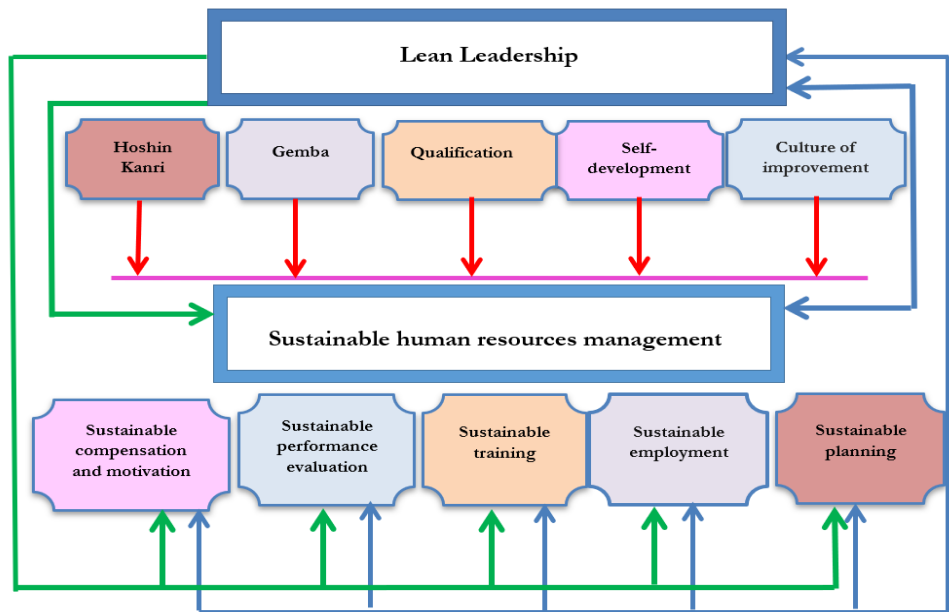 Lean Leadership
Hoshin
Kanri
Gemba
Qualification
Self-
development
Culture of
improvement
Sustainable human resources management
Sustainable
compensation
and motivation
Sustainable
performance
evaluation
Sustainable
training
Sustainable
employment
Sustainable
planning